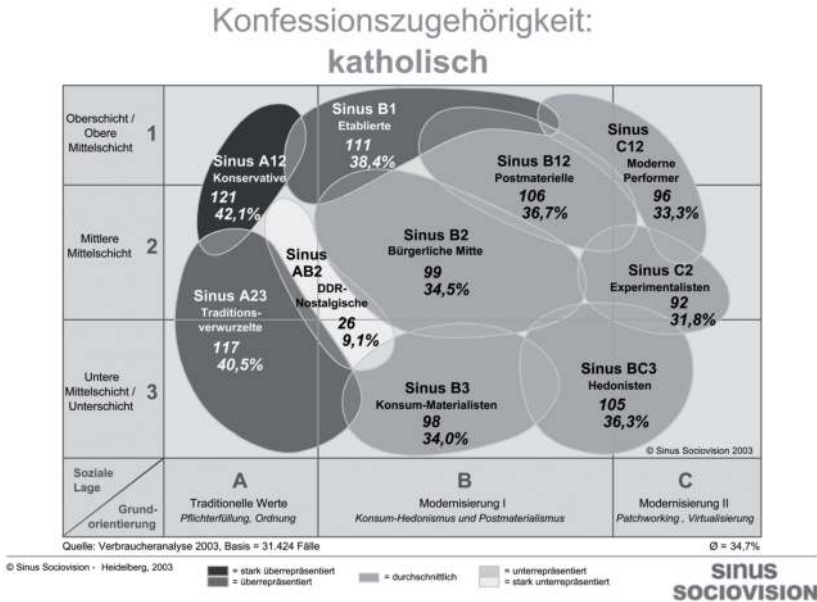 Konfessionszugehörigkeit:
katholisch
Oberschicht /
Obere
Mittelschicht
1
Mittlere
Mittelschicht
2
Untere
Mittelschicht /
Unterschicht
3
Sinus B1
Etablierte
111
38,4%
Sinus A12
Konservative
121
42,1%
Sinus B12
Postmaterielle
106
36,7%
Sinus
C12
Moderne
Performer
96
33,3%
Sinus B2
Bürgerliche Mitte
99
34,5%
Sinus
AB2
DDR-
Nostalgische
26
9,1%
Sinus C2
Experimentalisten
92
31,8%
Sinus A23
Traditions-
verwurzelte
117
40,5%
Sinus B3
Konsum-Materialisten
98
34,0%
Sinus BC3
Hedonisten
105
36,3%
© Sinus Sociovision 2003
Soziale
Lage
Grund-
orientierung
A
Traditionelle Werte
Pflichterfüllung, Ordnung
B
Modernisierung I
Konsum-Hedonismus und Postmaterialismus
C
Modernisierung II
Patchworking , Virtualisierung
Quelle: Verbraucheranalyse 2003, Basis = 31.424 Fälle
Ø = 34,7%
© Sinus Sociovision - Heidelberg, 2003
= stark überrepräsentiert
= überrepräsentiert
= durchschnittlich
= unterrepräsentiert
= stark unterrepräsentiert
sinus
SOCIOVISION